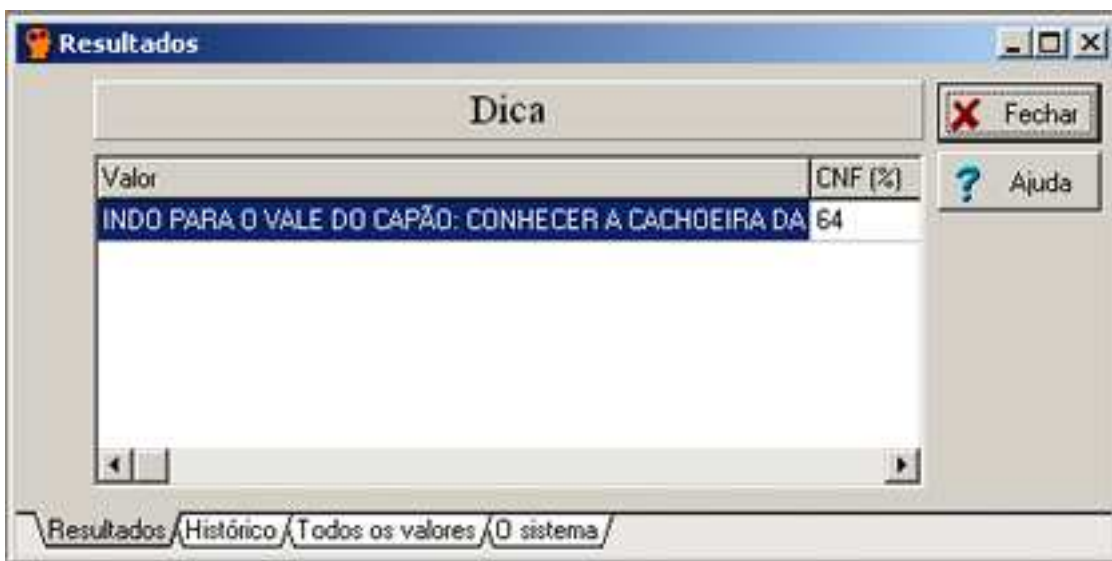 Resultados
Dica
Fechar
Valor CNF (%)
Ajuda
INDO PARA O VALE DO CAPÃO: CONHECER A CACHOEIRA DA 64
Resultados Histórico Todos os valores O sistema